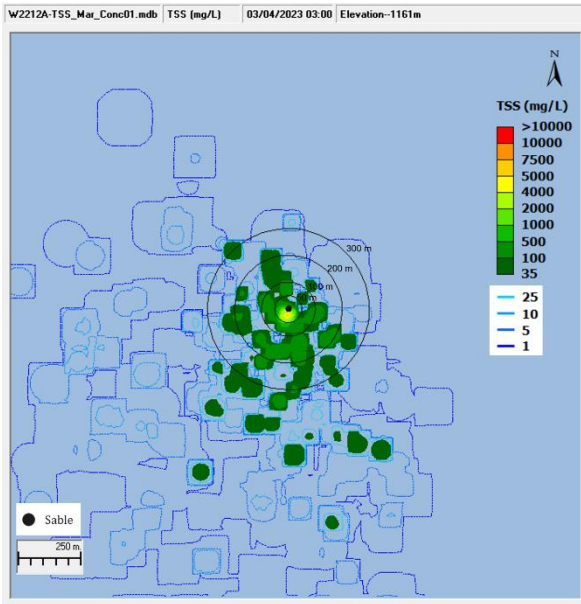 W2212A-TSS_Mar_Conc01.mdb TSS (mg/L) 03/04/2023 03:00 Elevation--1161m
N
TSS (mg/L)
>10000
10000
7500
5000
4000
2000
1000
500
100
35
25
10
5
1
300 m
200 m
100 m
Sable
250 m